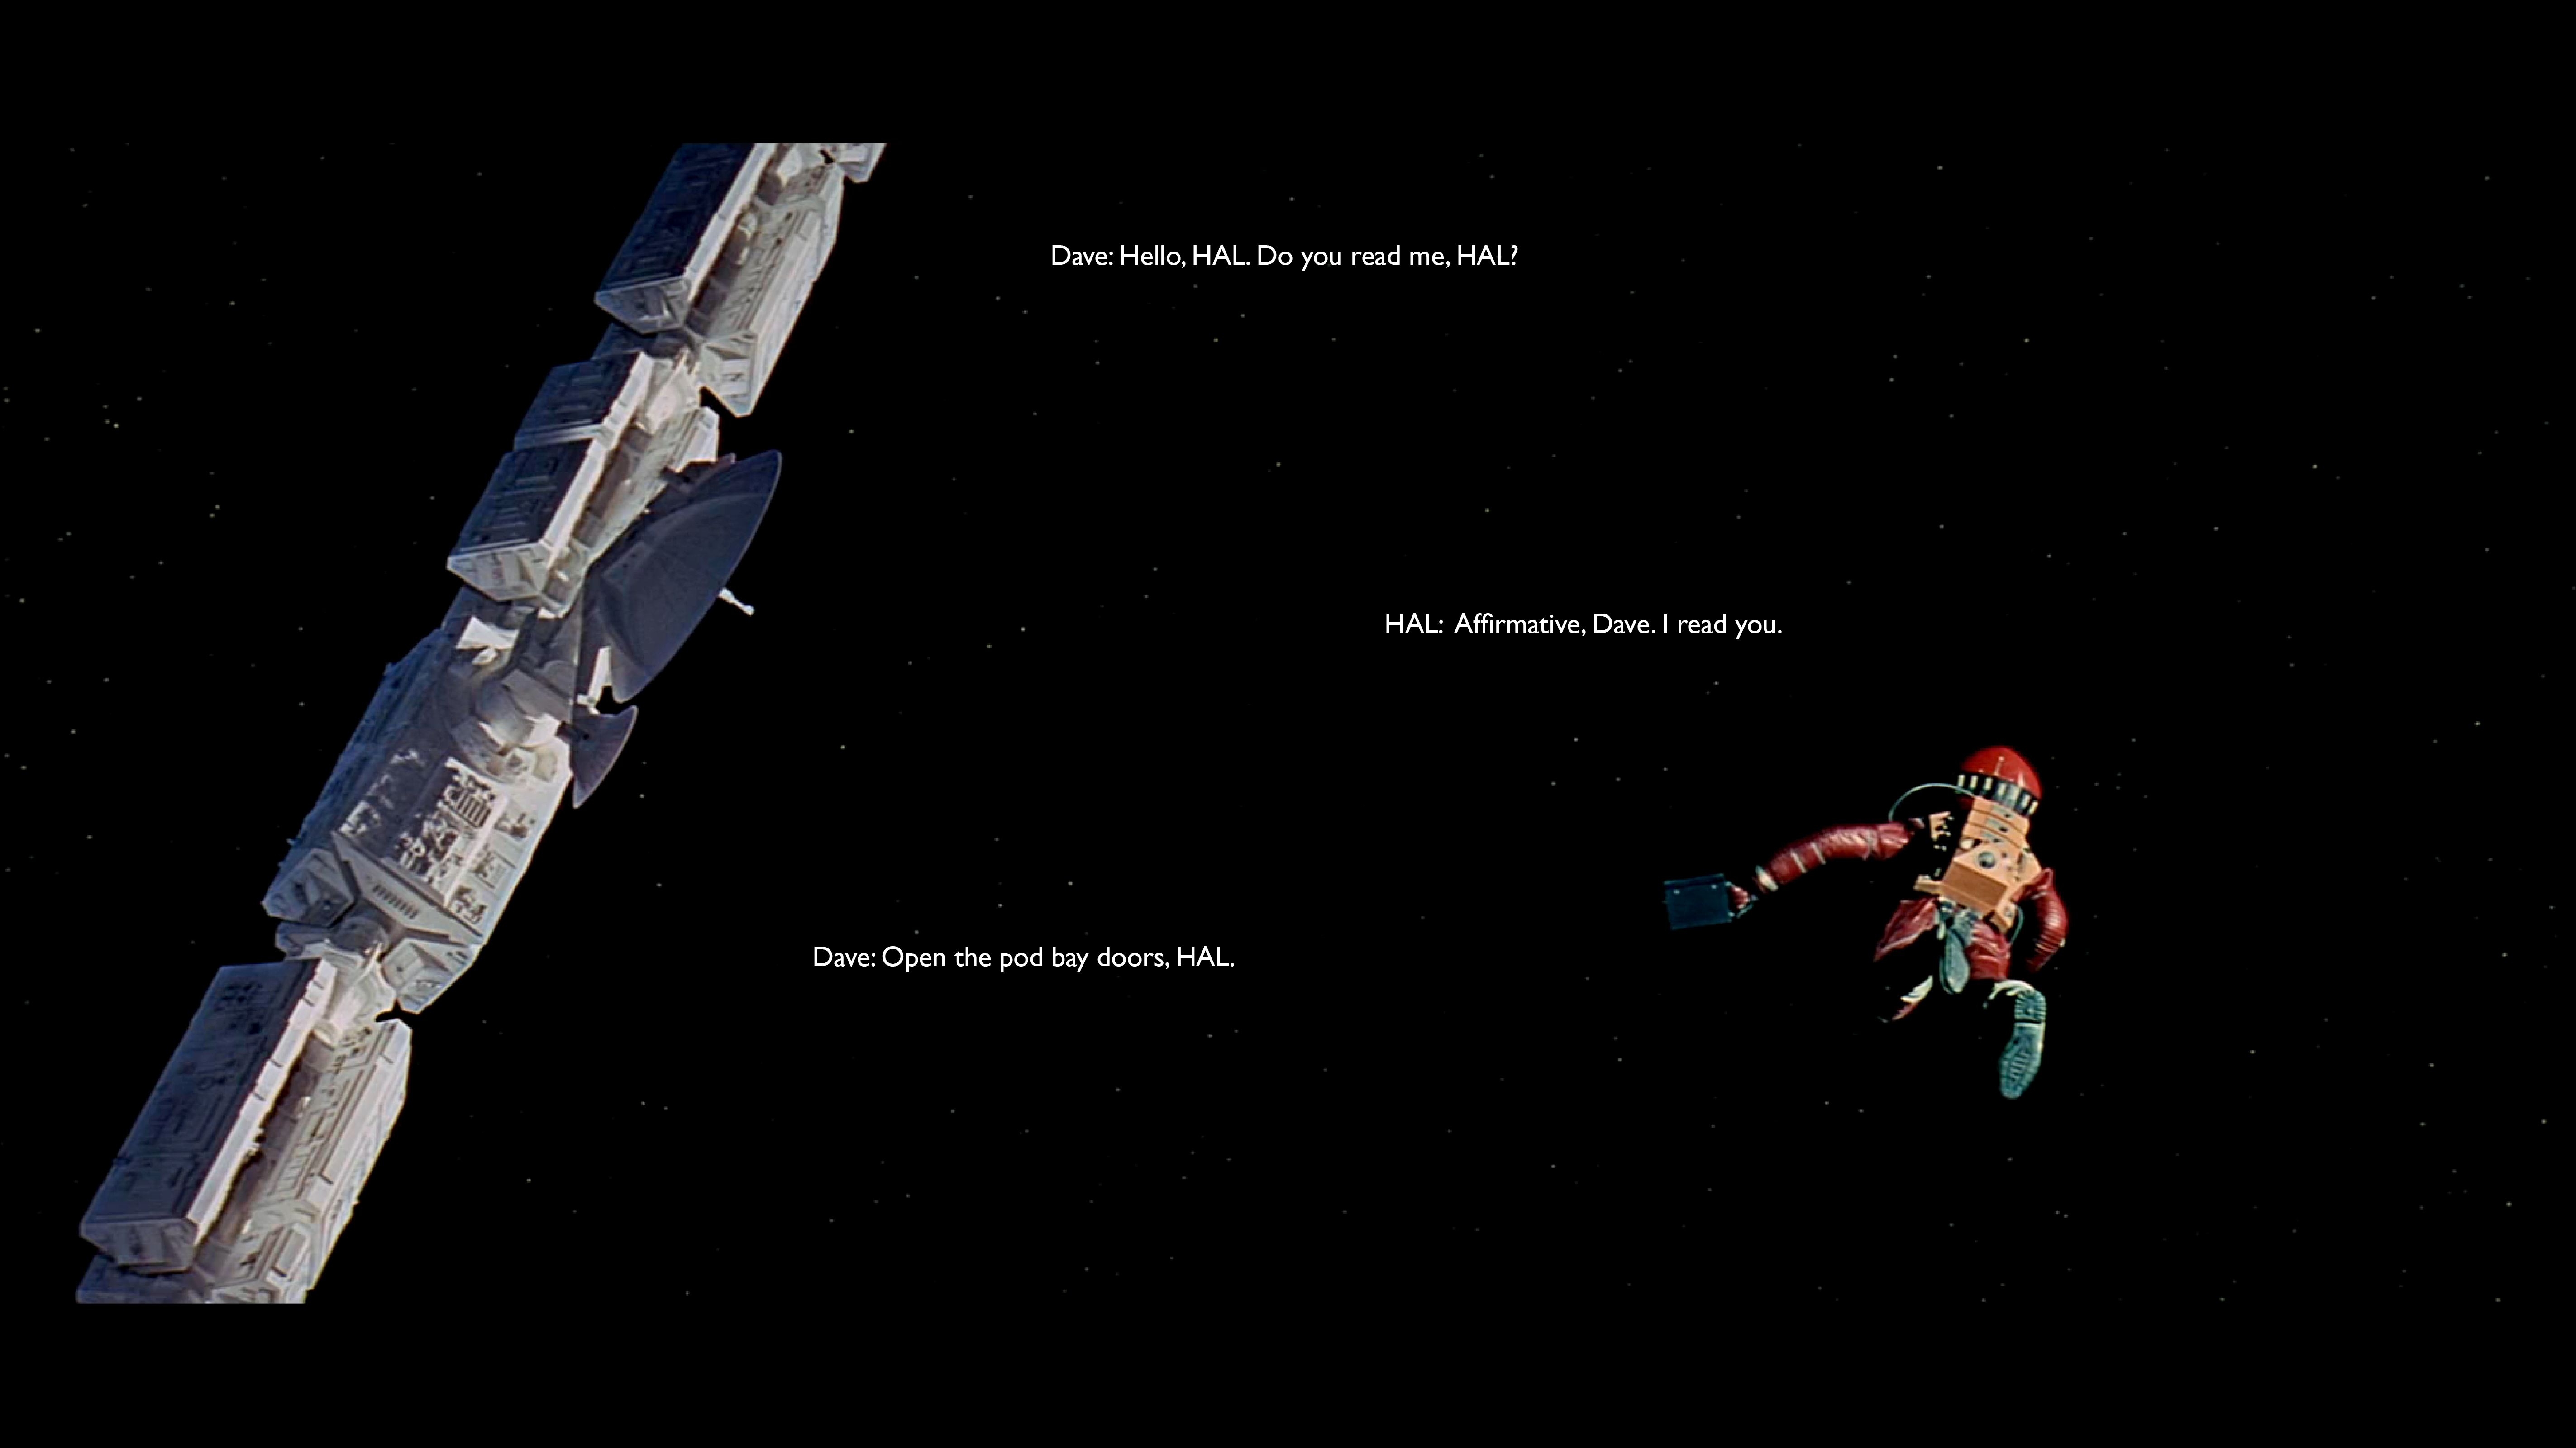 Dave: Hello, HAL. Do you read me, HAL?
HAL: Affirmative, Dave. I read you.
Dave: Open the pod bay doors, HAL.